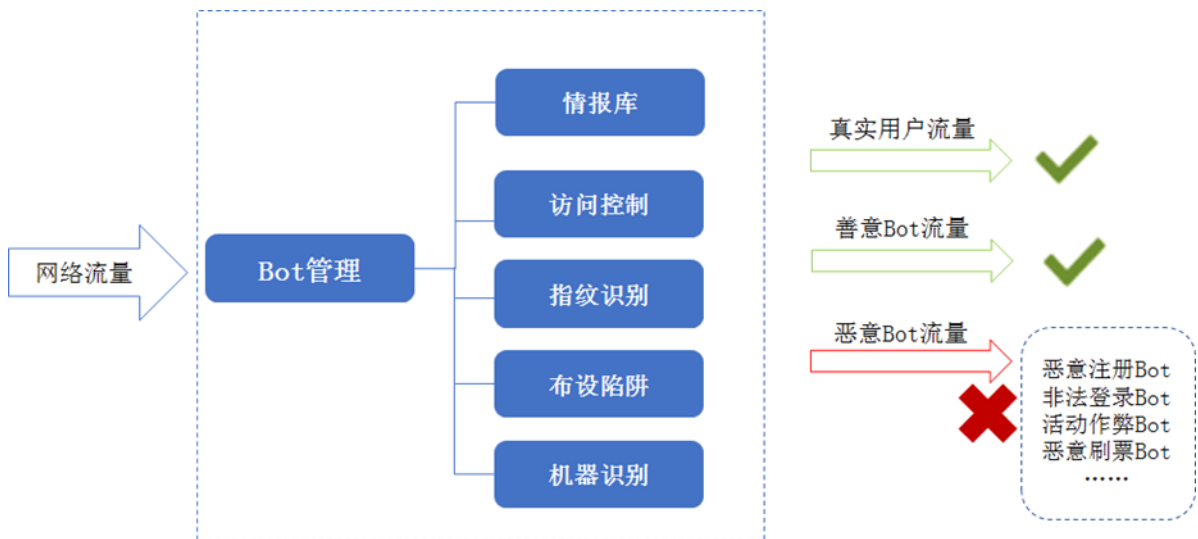 网络流量
Bot管理
情报库
访问控制
指纹识别
布设陷阱
机器识别
真实用户流量
善意Bot流量
恶意Bot流量
恶意注册Bot
非法登录Bot
活动作弊Bot
恶意刷票Bot
……